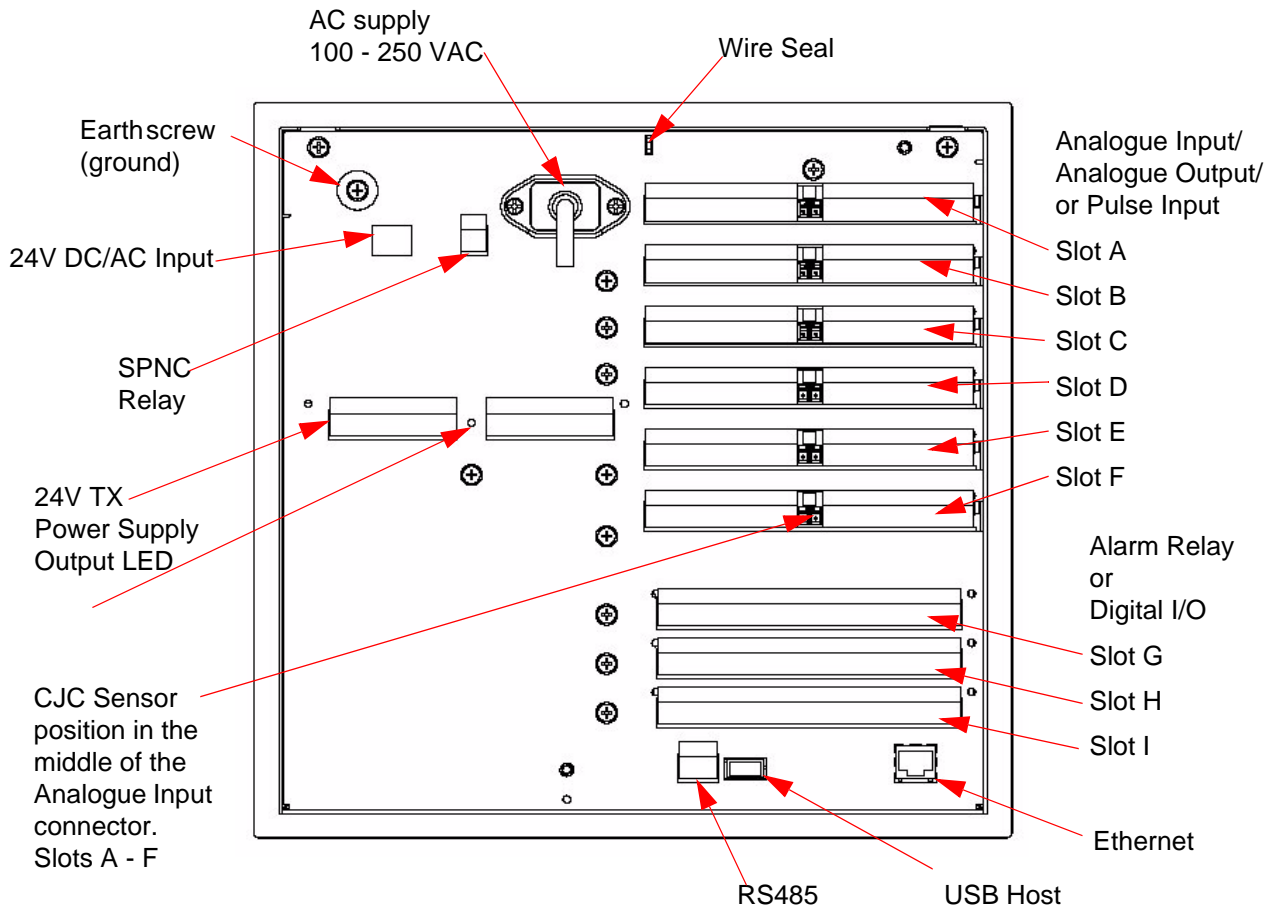 AC supply
100 - 250 VAC
Wire Seal
Earth screw
(ground)
24V DC/AC Input
SPNC
Relay
24V TX
Power Supply
Output LED
CJC Sensor
position in the
middle of the
Analogue Input
connector.
Slots A - F
Analogue Input/
Analogue Output/
or Pulse Input
Slot A
Slot B
Slot C
Slot D
Slot E
Slot F
Alarm Relay
or
Digital I/O
Slot G
Slot H
Slot I
Ethernet
RS485
USB Host